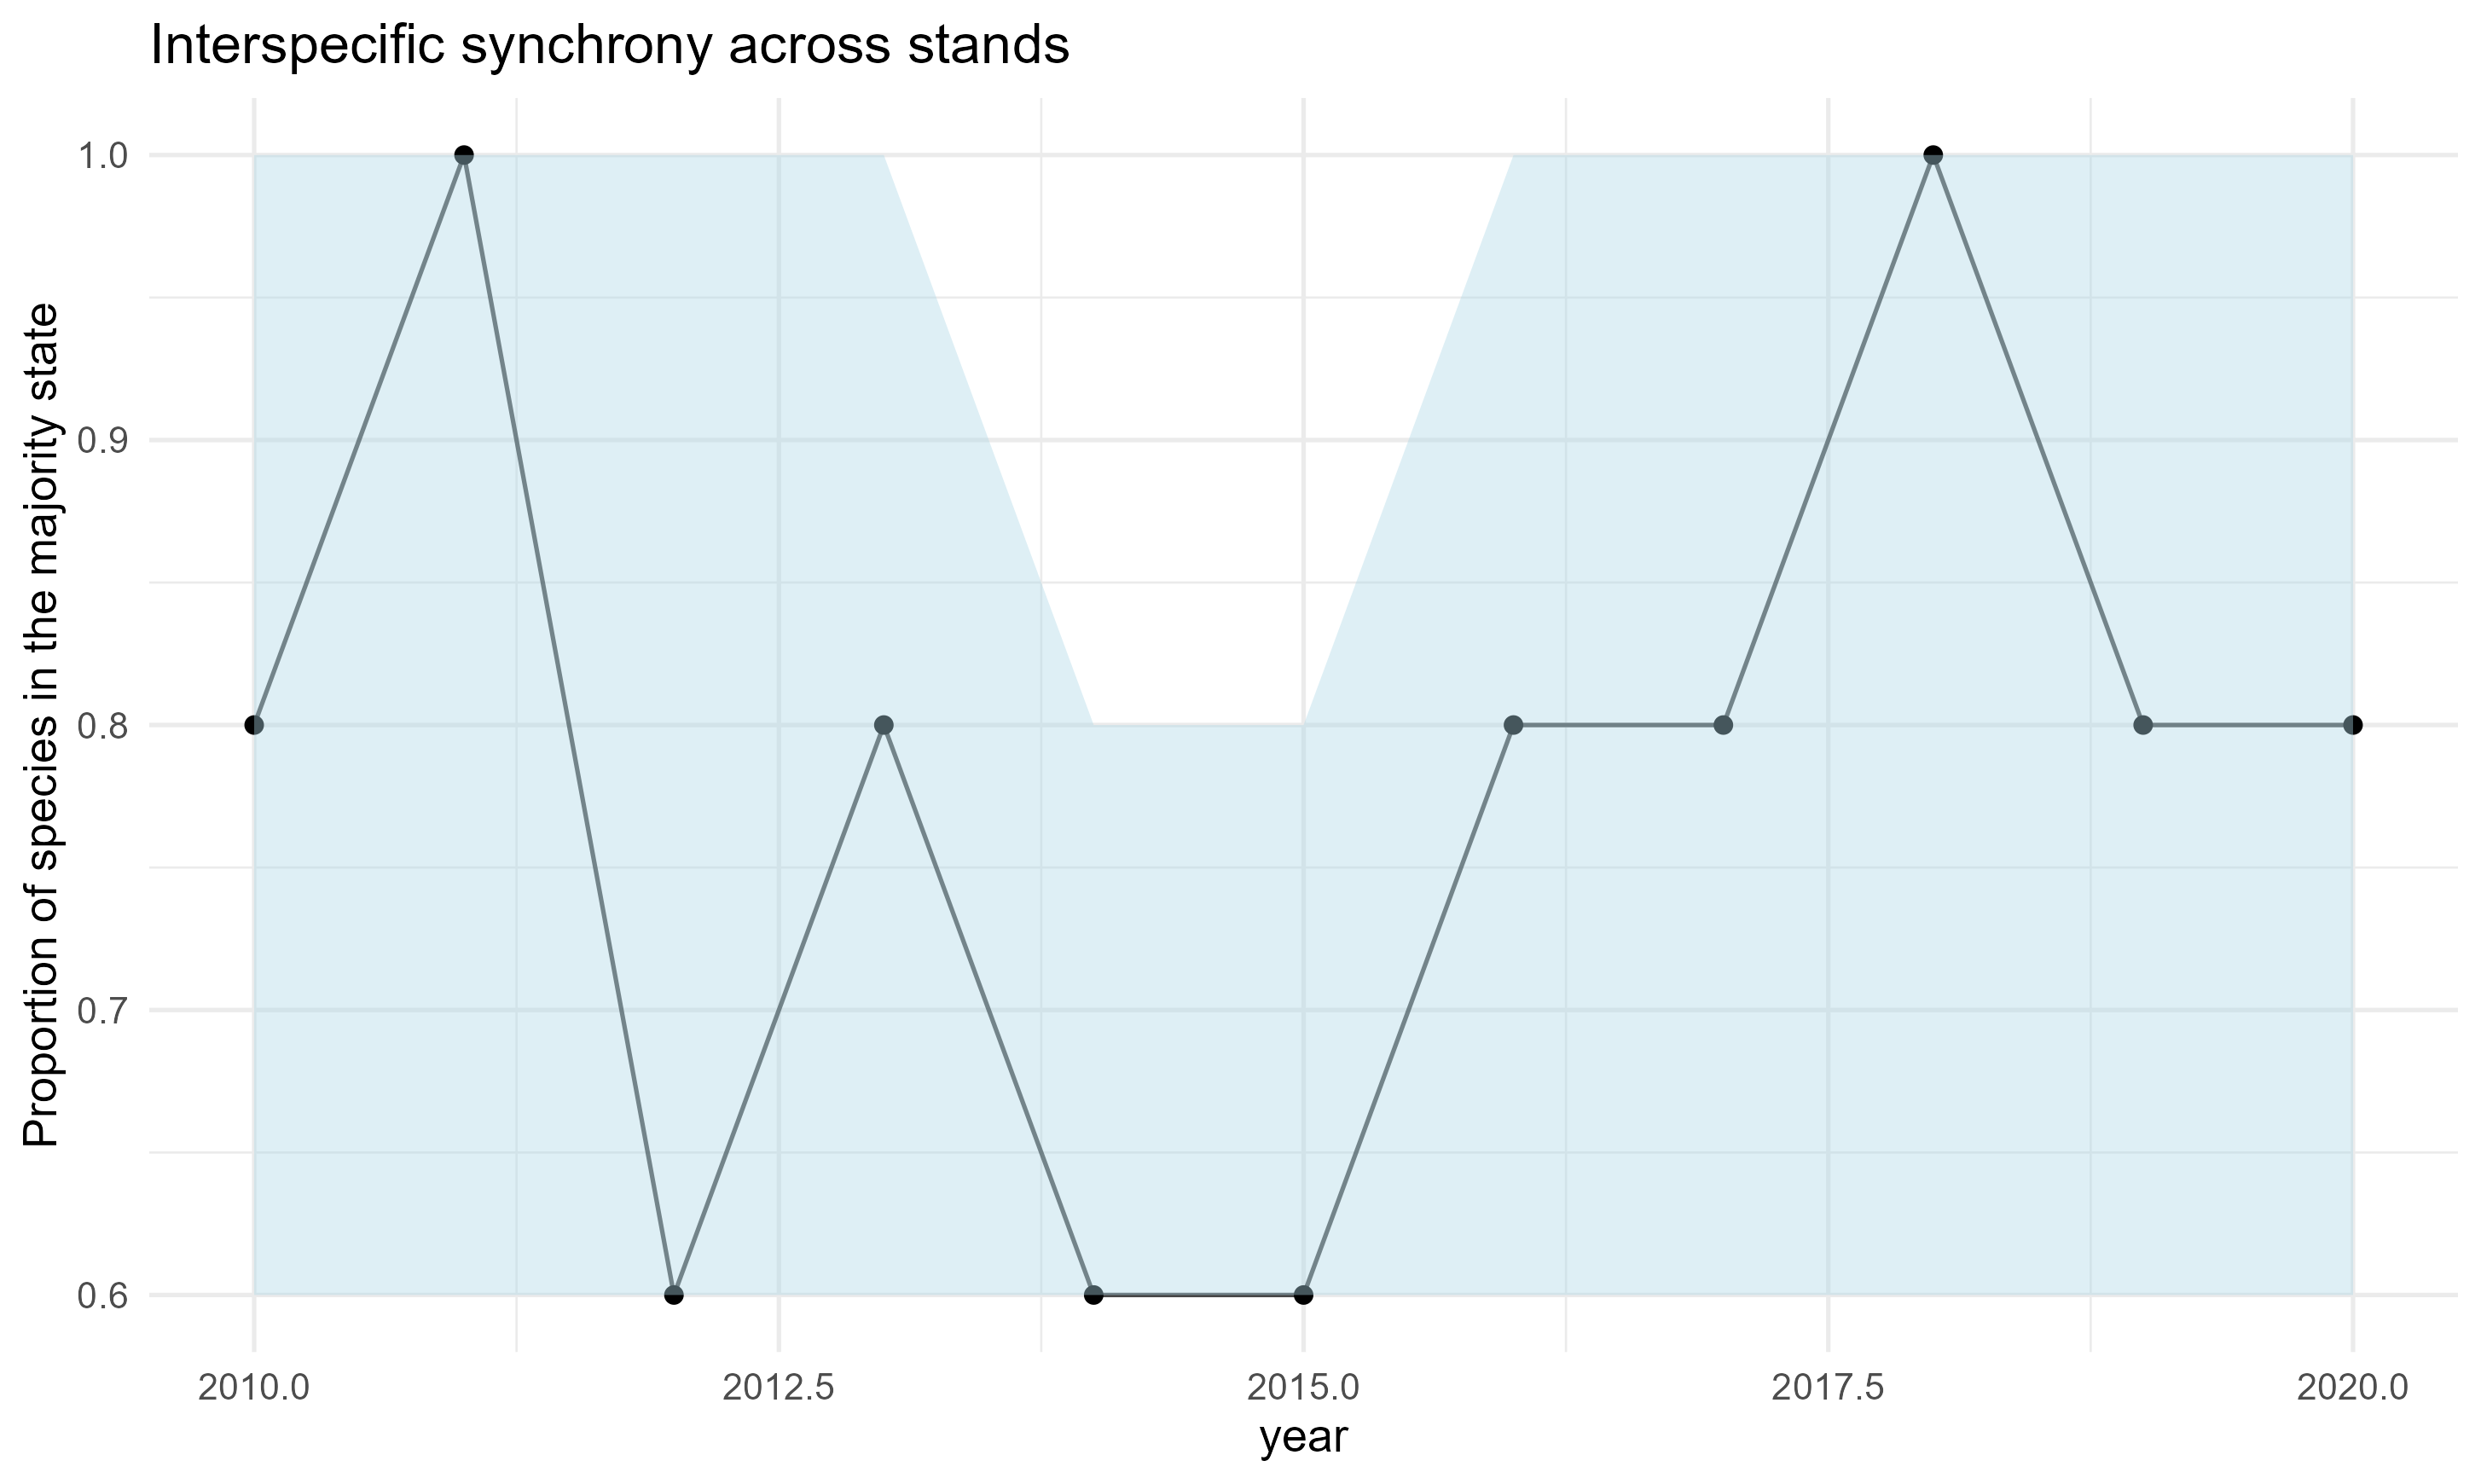 Interspecific synchrony across stands
Proportion of species in the majority state
1.0
0.9
0.8
0.7
0.6
2010.0 2012.5 2015.0 2017.5 2020.0
year